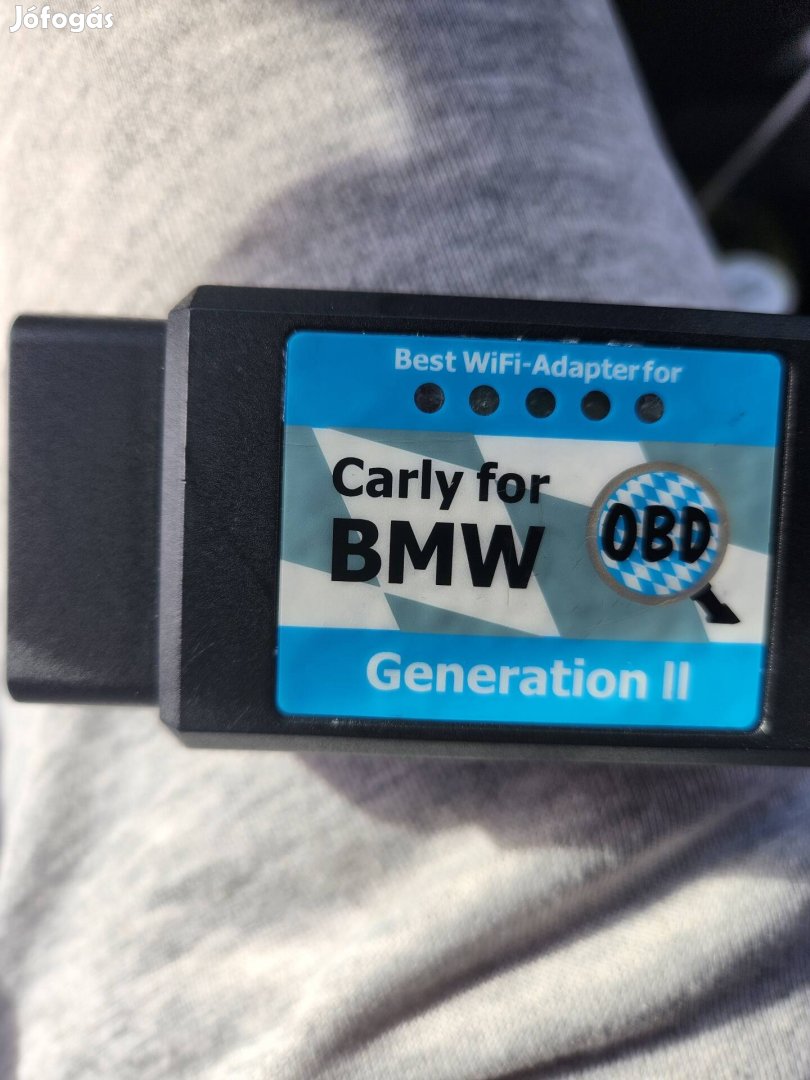 Jófogás
Best WiFi-Adapter for
Carly for
BMW
OBD
Generation II